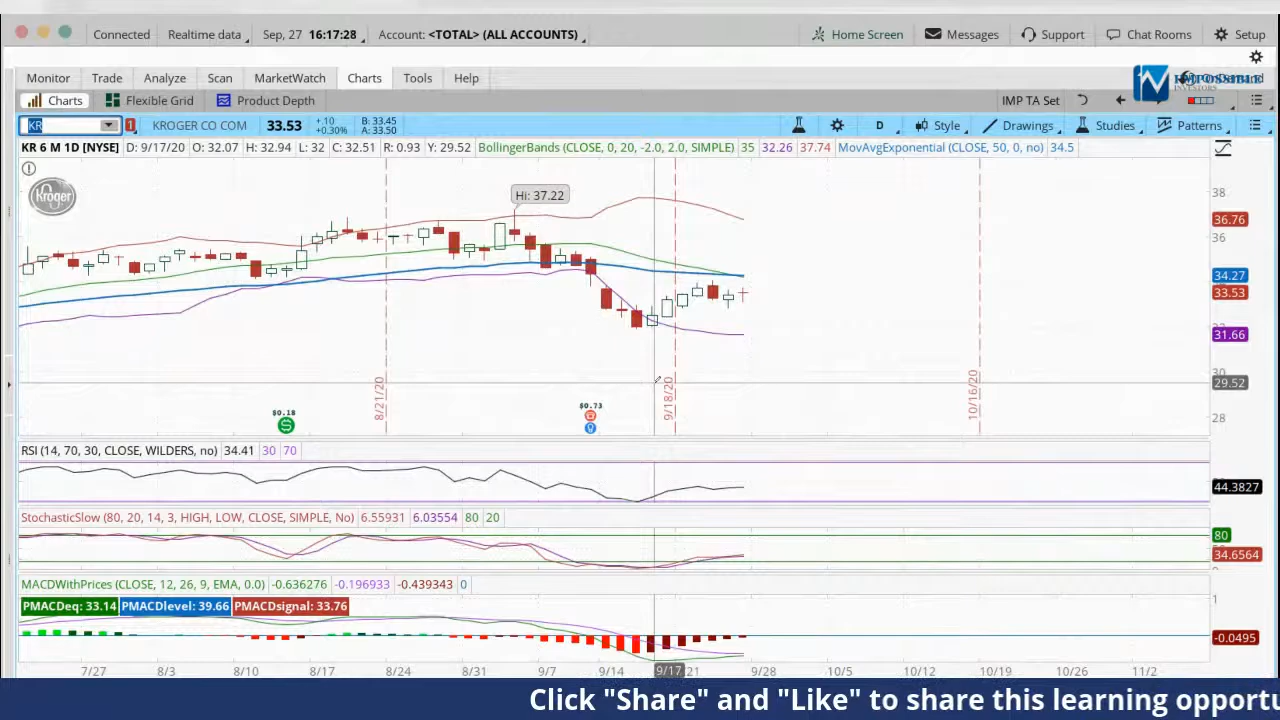 Connected Realtime data Sep, 27 16:17:28 Account: <TOTAL> (ALL ACCOUNTS) Home Screen Messages Support Chat Rooms Setup
Monitor Trade Analyze Scan MarketWatch Charts Tools Help
INVESTORS
Charts Flexible Grid Product Depth IMP TA Set
KR 1 KROGER CO COM 33.53 +.10 +0.30% B: 33.45 A: 33.50 D Style Drawings Studies Patterns
KR 6 M 1D [NYSE] D: 9/17/20 O: 32.07 H: 32.94 L: 32 C: 32.51 R: 0.93 Y: 29.52 BollingerBands (CLOSE, 0, 20, -2.0, 2.0, SIMPLE) 35 32.26 37.74 MovAvgExponential (CLOSE, 50, 0, no) 34.5
Kroger
Hi: 37.22
38
36.76
36
34.27
33.53
31.66
30
29.52
28
8/21/20
9/18/20
10/16/20
$0.18
$0.73
RSI (14, 70, 30, CLOSE, WILDERS, no) 34.41 30 70
44.3827
StochasticSlow (80, 20, 14, 3, HIGH, LOW, CLOSE, SIMPLE, No) 6.55931 6.03554 80 20
80
34.6564
MACDWithPrices (CLOSE, 12, 26, 9, EMA, 0.0) -0.636276 -0.196933 -0.439343 0
PMACDeq: 33.14 PMACDlevel: 39.66 PMACDsignal: 33.76
1
-0.0495
7/27 8/3 8/10 8/17 8/24 8/31 9/7 9/14 9/17 21 9/28 10/5 10/12 10/19 10/26 11/2
Click "Share" and "Like" to share this learning opportu